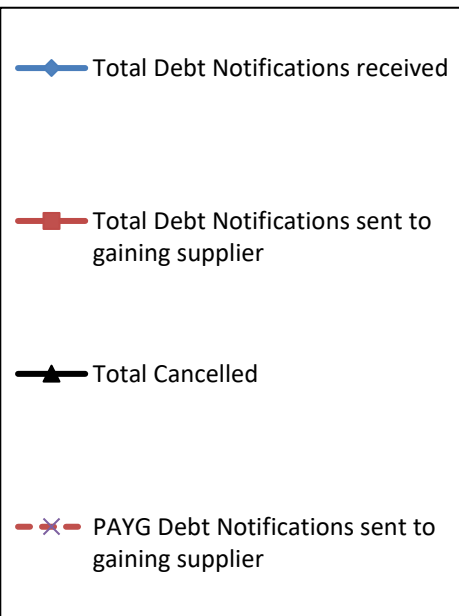 Total Debt Notifications received
Total Debt Notifications sent to
gaining supplier
Total Cancelled
PAYG Debt Notifications sent to
gaining supplier